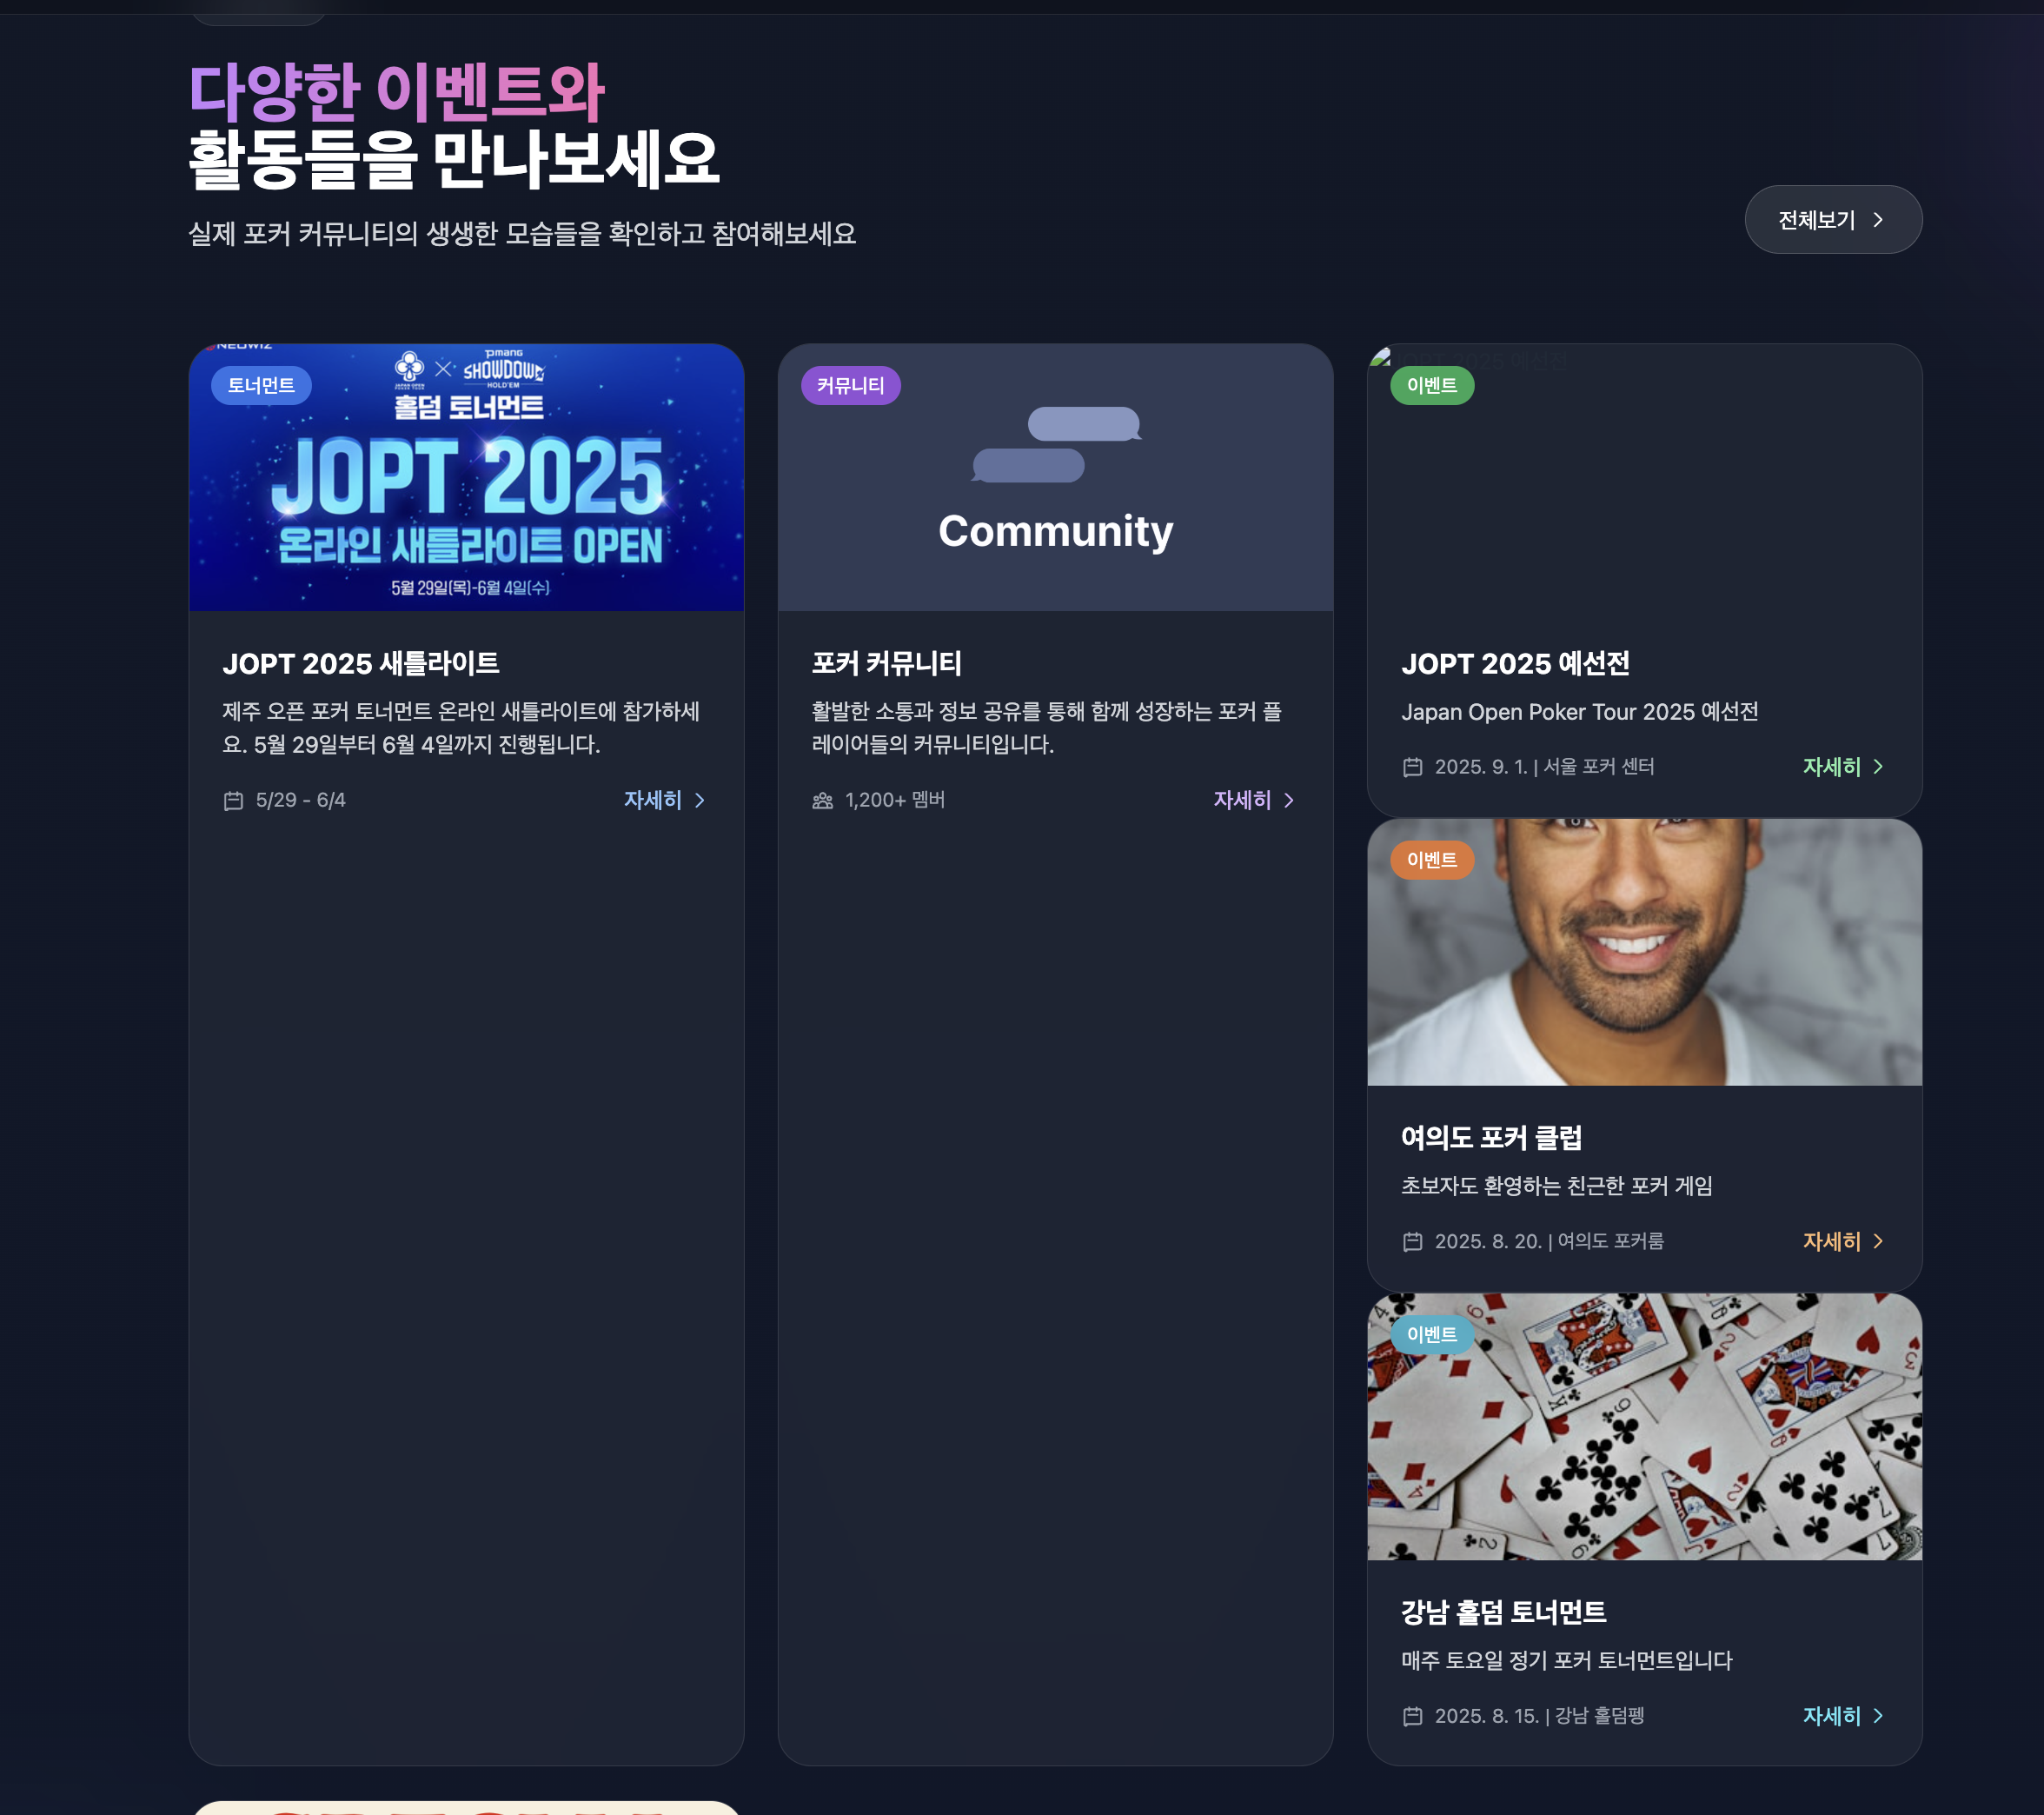 다양한 이벤트와
활동들을 만나보세요
실제 포커 커뮤니티의 생생한 모습들을 확인하고 참여해보세요
전체보기
NEOWIZ
토너먼트
pmang
SHOWDOWN
HOLD'EM
홀덤 토너먼트
JOPT 2025
온라인 새틀라이트 OPEN
5월 29일(목)-6월 4일(수)
JOPT 2025 새틀라이트
제주 오픈 포커 토너먼트 온라인 새틀라이트에 참가하세
요. 5월 29일부터 6월 4일까지 진행됩니다.
5/29 - 6/4
자세히
커뮤니티
Community
포커 커뮤니티
활발한 소통과 정보 공유를 통해 함께 성장하는 포커 플
레이어들의 커뮤니티입니다.
1,200+ 멤버
자세히
JOPT 2025 예선전
이벤트
JOPT 2025 예선전
Japan Open Poker Tour 2025 예선전
2025. 9. 1. | 서울 포커 센터
자세히
이벤트
여의도 포커 클럽
초보자도 환영하는 친근한 포커 게임
2025. 8. 20. | 여의도 포커룸
자세히
이벤트
강남 홀덤 토너먼트
매주 토요일 정기 포커 토너먼트입니다
2025. 8. 15. | 강남 홀덤펭
자세히